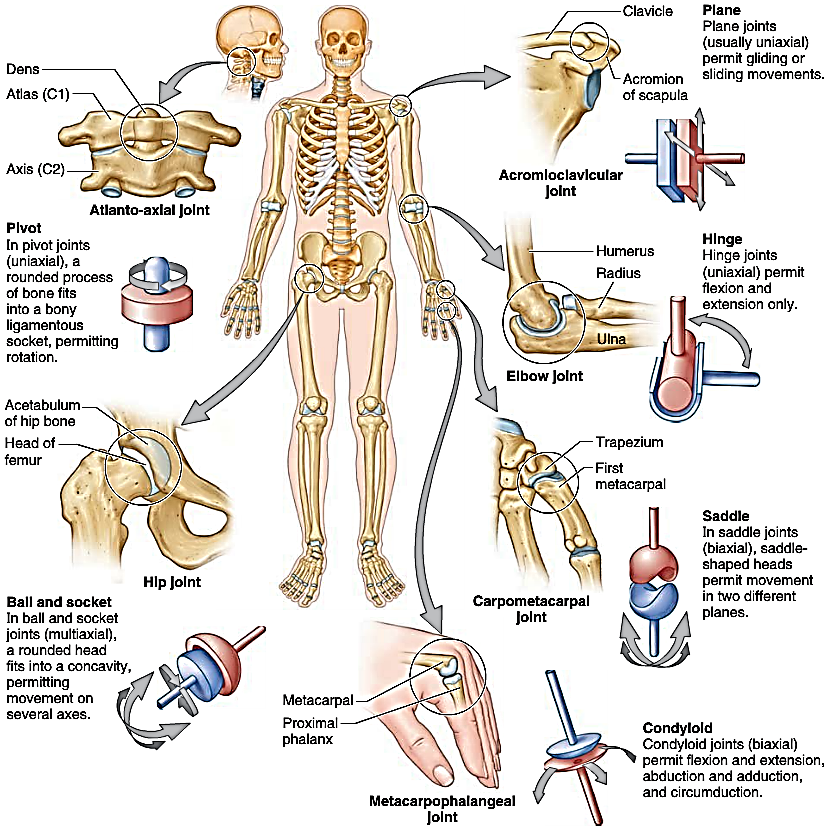 Dens
Atlas (C1)
Axis (C2)
Atlanto-axial joint
Pivot
In pivot joints
(uniaxial), a
rounded process
of bone fits
into a bony
ligamentous
socket, permitting
rotation.
Clavicle
Acromion
of scapula
Acromioclavicular
joint
Plane
Plane joints
(usually uniaxial)
permit gliding or
sliding movements.
Humerus
Radius
Ulna
Elbow joint
Hinge
Hinge joints
(uniaxial) permit
flexion and
extension only.
Acetabulum
of hip bone
Head of
femur
Hip joint
Ball and socket
In ball and socket
joints (multiaxial),
a rounded head
fits into a concavity,
permitting
movement on
several axes.
Trapezium
First
metacarpal
Carpometacarpal
joint
Saddle
In saddle joints
(biaxial), saddle-
shaped heads
permit movement
in two different
planes.
Metacarpal
Proximal
phalanx
Metacarpophalangeal
joint
Condyloid
Condyloid joints (biaxial)
permit flexion and extension,
abduction and adduction,
and circumduction.